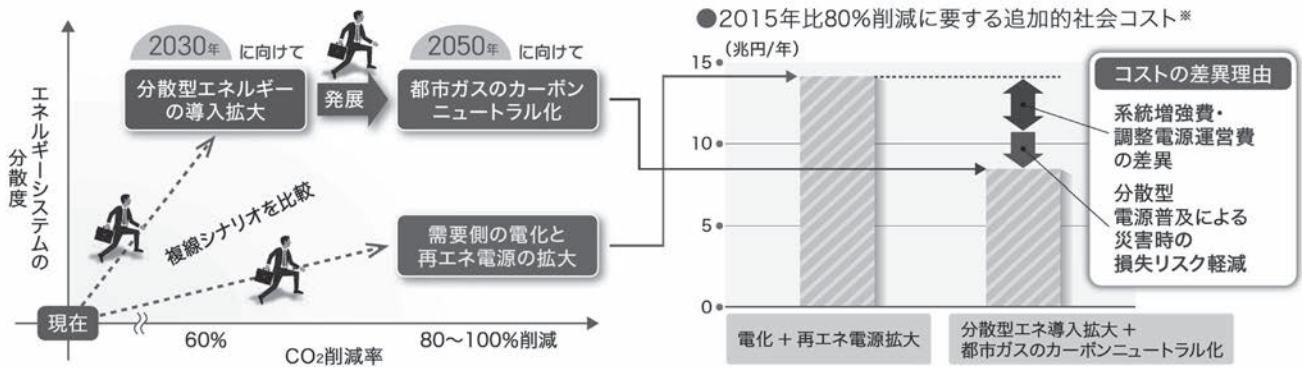 エネルギーシステムの
分散度
2030年 に向けて
分散型エネルギー
の導入拡大
発展
2050年 に向けて
都市ガスのカーボン
ニュートラル化
複線シナリオを比較
需要側の電化と
再エネ電源の拡大
現在
60%
80〜100%削減
CO2削減率
●2015年比80%削減に要する追加的社会コスト※
(兆円/年)
15
10
5
0
電化+再エネ電源拡大
分散型エネ導入拡大+
都市ガスのカーボンニュートラル化
コストの差異理由
系統増強費・
調整電源運営費
の差異
分散型
電源普及による
災害時の
損失リスク軽減